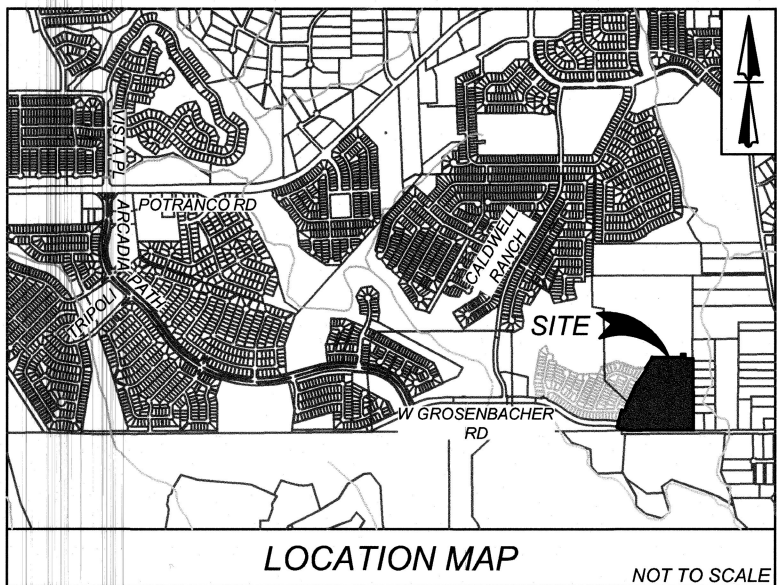 VISTA PL
POTRANCO RD
ARCADIA PATH
TRIPOLI
CALDWELL
RANCH
SITE
W GROSENBACHER
RD
LOCATION MAP
NOT TO SCALE